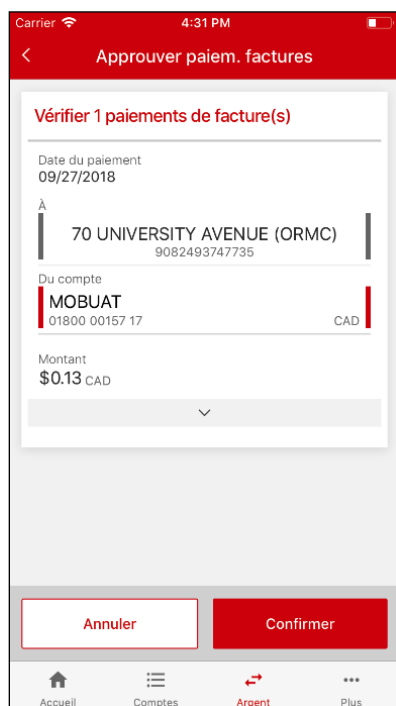 Carrier 4:31 PM
Approuver paiem. factures
Vérifier 1 paiements de facture(s)
Date du paiement
09/27/2018
À
70 UNIVERSITY AVENUE (ORMC)
9082493747735
Du compte
MOBUAT
01800 00157 17 CAD
Montant
$0.13 CAD
Annuler Confirmer
Accueil Comptes Argent Plus